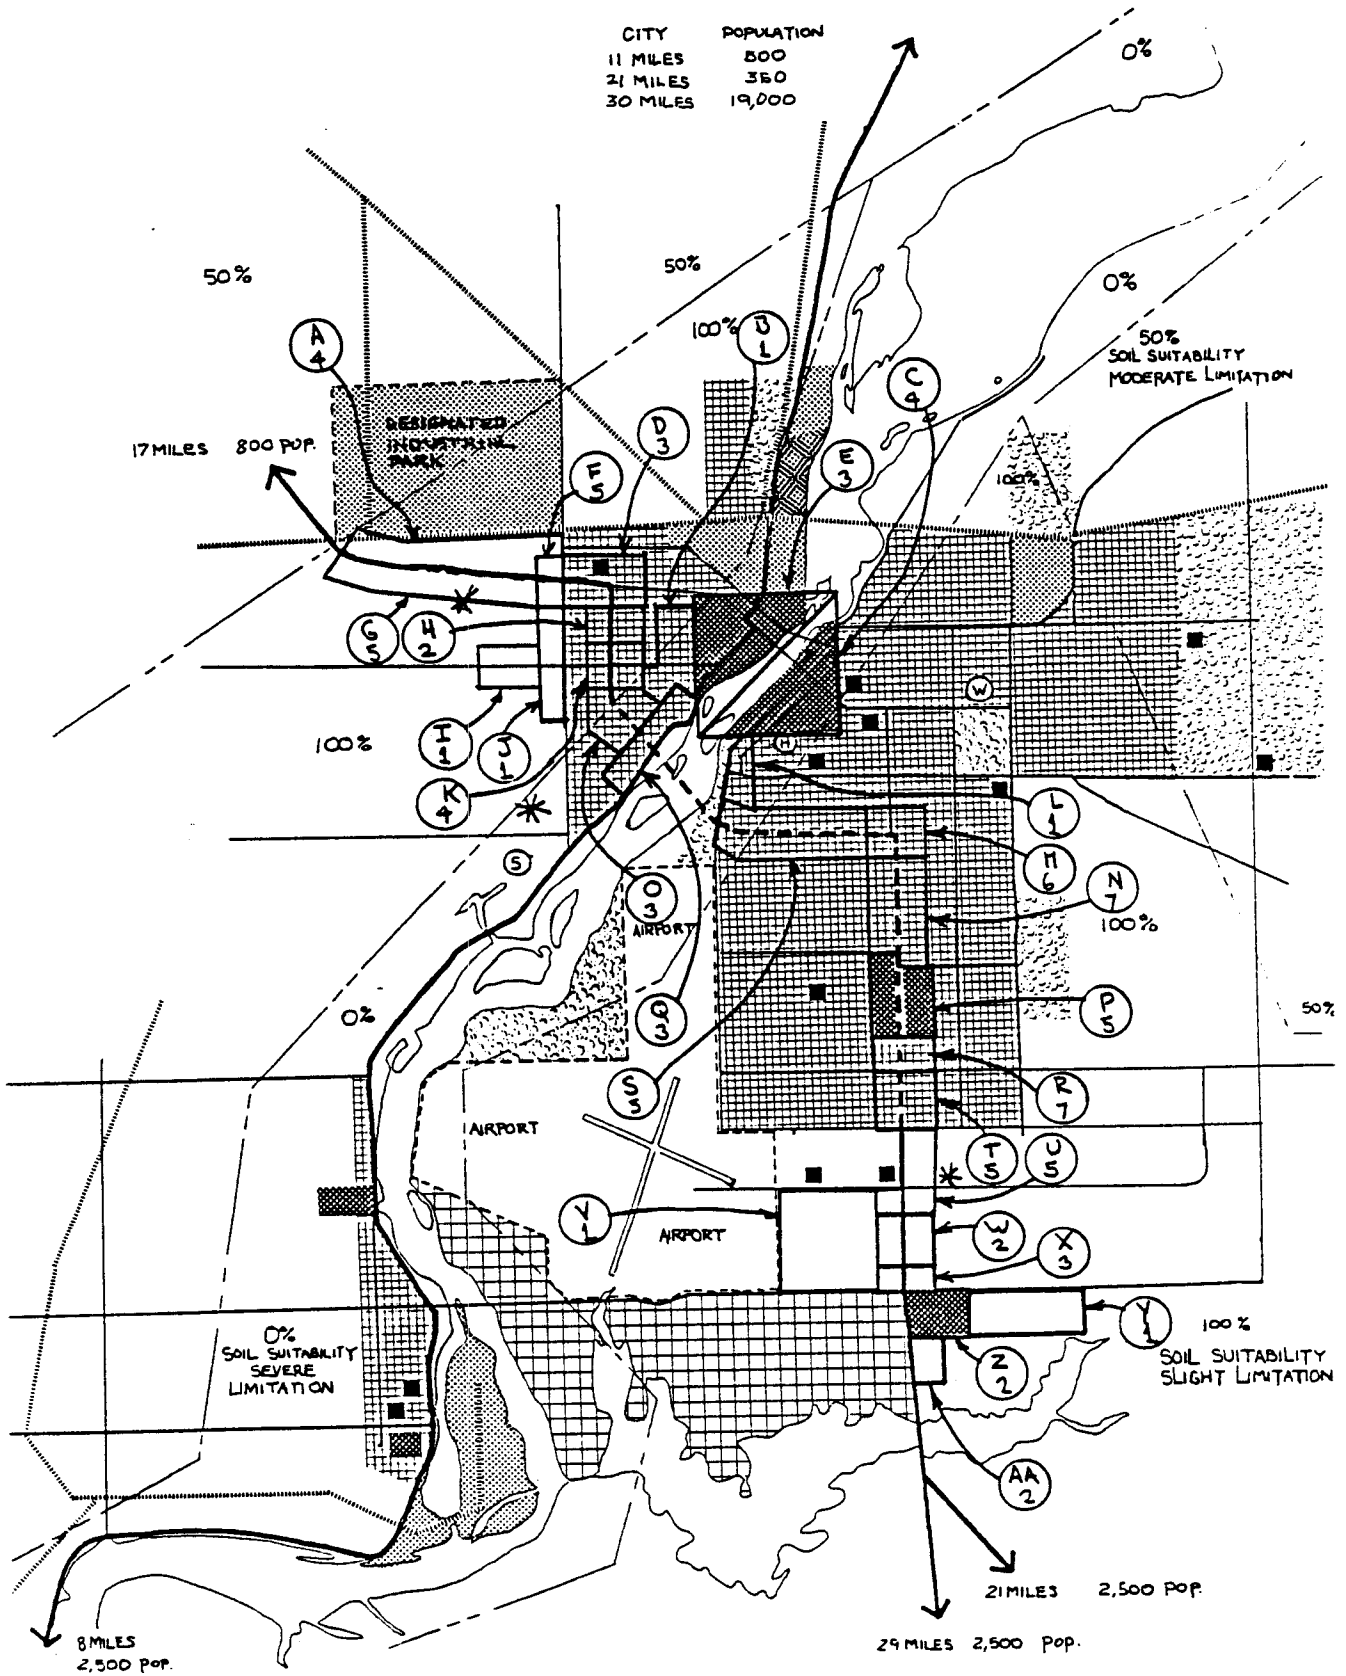 CITY POPULATION
11 MILES 800
21 MILES 350
30 MILES 19,000
0%
50%
50%
0%
100%
B
1
50%
SOIL SUITABILITY
MODERATE LIMITATION
A
4
C
4
DESIGNATED
INDUSTRIAL
PARK
D
3
17 MILES 800 POP.
E
3
F
5
100%
G
5
H
2
W
100%
I
1
J
1
H
K
4
L
1
S
M
6
N
7
O
3
100%
AIRPORT
0%
Q
3
P
5
50%
S
5
R
7
AIRPORT
T
5
U
5
V
1
AIRPORT
W
2
X
3
0%
SOIL SUITABILITY
SEVERE
LIMITATION
Y
1
100%
SOIL SUITABILITY
SLIGHT LIMITATION
Z
2
AA
2
21 MILES 2,500 POP.
8 MILES
2,500 POP.
29 MILES 2,500 POP.